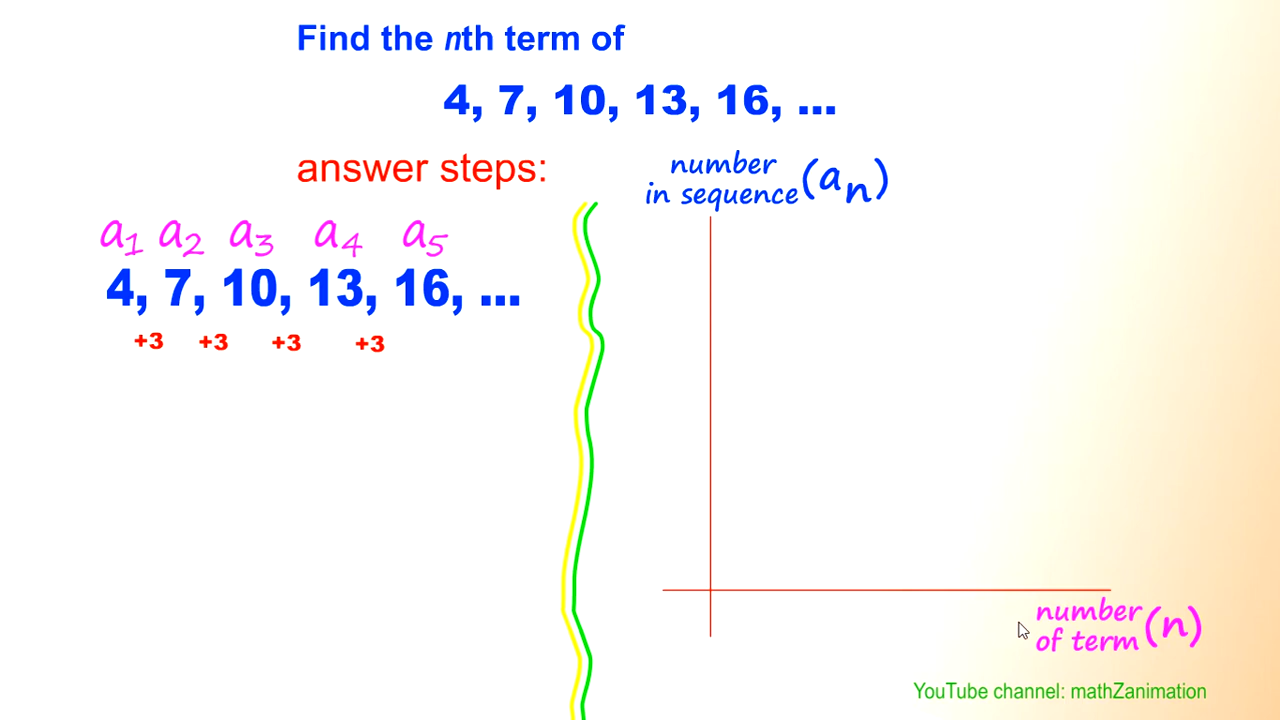 Find the nth term of
4, 7, 10, 13, 16, ...
answer steps:
number
in sequence (an)
a1 a2 a3 a4 a5
4, 7, 10, 13, 16, ...
+3 +3 +3 +3
number
of term (n)
YouTube channel: mathZanimation